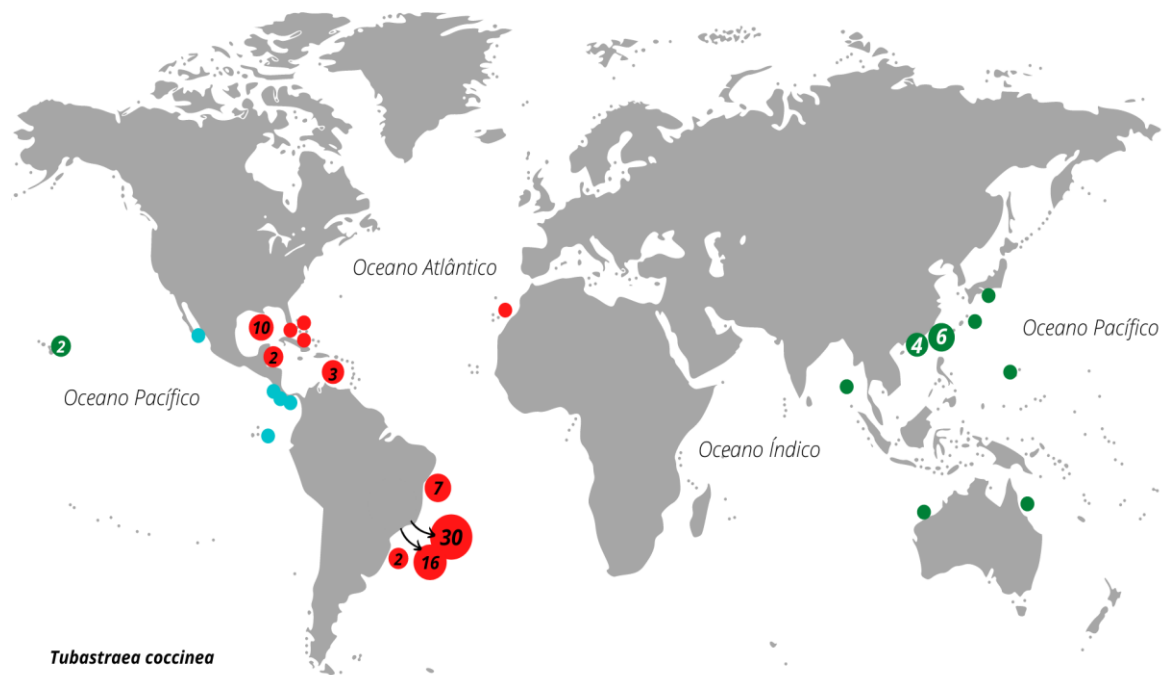 Oceano Atlântico
10
2
2
3
4
6
Oceano Pacífico
Oceano Pacífico
Oceano Índico
7
30
2
16
Tubastraea coccinea